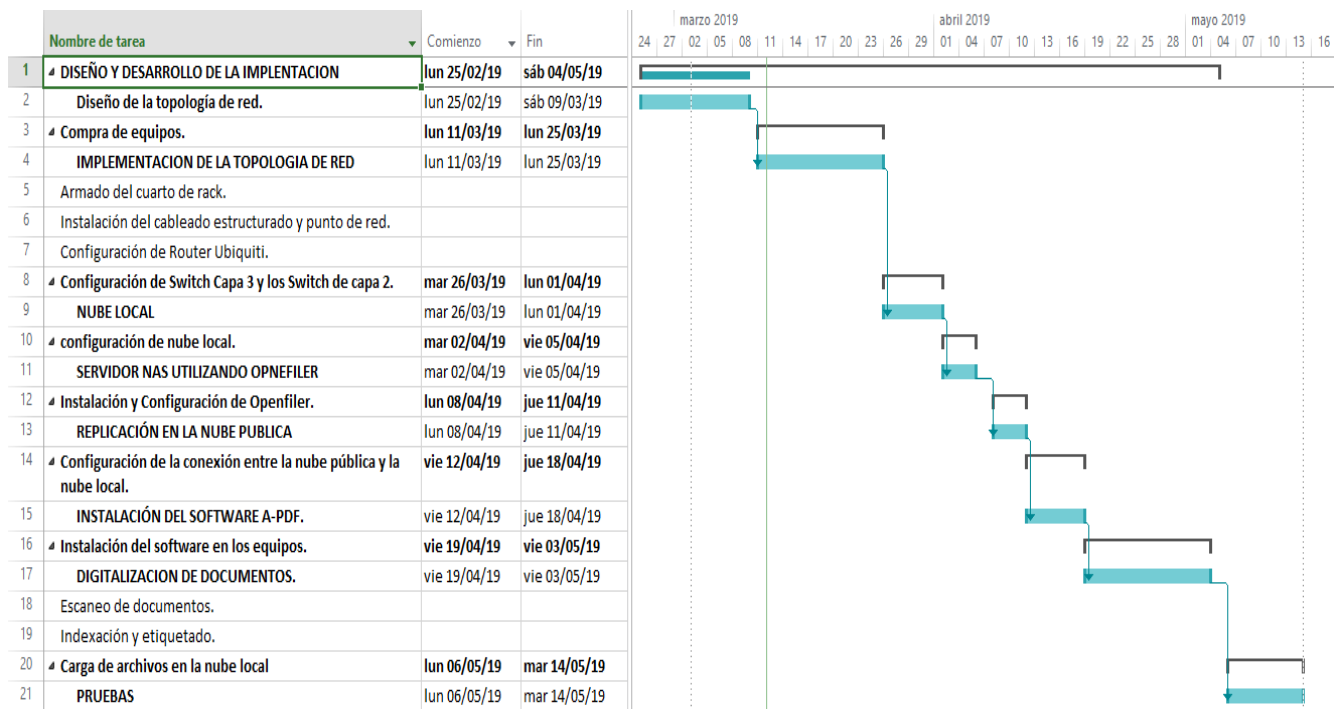 marzo 2019 abril 2019 mayo 2019
Nombre de tarea Comienzo Fin 24 27 02 05 08 11 14 17 20 23 26 29 01 04 07 10 13 16 19 22 25 28 01 04 07 10 13 16
1 DISEÑO Y DESARROLLO DE LA IMPLENTACION lun 25/02/19 sáb 04/05/19
2 Diseño de la topología de red. lun 25/02/19 sáb 09/03/19
3 Compra de equipos. lun 11/03/19 lun 25/03/19
4 IMPLEMENTACION DE LA TOPOLOGIA DE RED lun 11/03/19 lun 25/03/19
5 Armado del cuarto de rack.
6 Instalación del cableado estructurado y punto de red.
7 Configuración de Router Ubiquiti.
8 Configuración de Switch Capa 3 y los Switch de capa 2. mar 26/03/19 lun 01/04/19
9 NUBE LOCAL mar 26/03/19 lun 01/04/19
10 configuración de nube local. mar 02/04/19 vie 05/04/19
11 SERVIDOR NAS UTILIZANDO OPNEFILER mar 02/04/19 vie 05/04/19
12 Instalación y Configuración de Openfiler. lun 08/04/19 jue 11/04/19
13 REPLICACIÓN EN LA NUBE PUBLICA lun 08/04/19 jue 11/04/19
14 Configuración de la conexión entre la nube pública y la vie 12/04/19 jue 18/04/19
nube local.
15 INSTALACIÓN DEL SOFTWARE A-PDF. vie 12/04/19 jue 18/04/19
16 Instalación del software en los equipos. vie 19/04/19 vie 03/05/19
17 DIGITALIZACION DE DOCUMENTOS. vie 19/04/19 vie 03/05/19
18 Escaneo de documentos.
19 Indexación y etiquetado.
20 Carga de archivos en la nube local lun 06/05/19 mar 14/05/19
21 PRUEBAS lun 06/05/19 mar 14/05/19